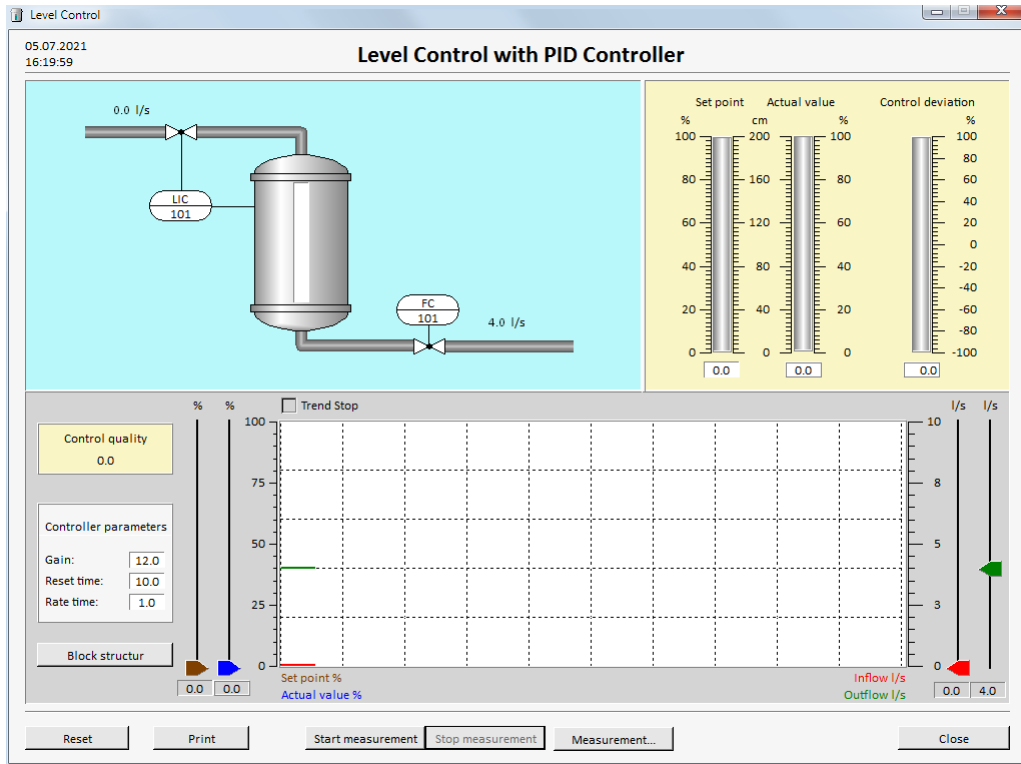 Level Control
05.07.2021
16:19:59
Level Control with PID Controller
0.0 l/s
LIC
101
FC
101
4.0 l/s
Set point Actual value Control deviation
% cm % %
100 200 100 100
80
80 160 80 60
40
60 120 60 20
0
40 80 40 -20
-40
20 40 20 -60
-80
0 0 0 -100
0.0 0.0 0.0
% % Trend Stop l/s l/s
Control quality
0.0
100 10
75 8
50 5
25 3
0 0
Controller parameters
Gain: 12.0
Reset time: 10.0
Rate time: 1.0
Block structur
0.0 0.0
Set point % Inflow l/s
Actual value % Outflow l/s
0.0 4.0
Reset Print Start measurement Stop measurement Measurement... Close